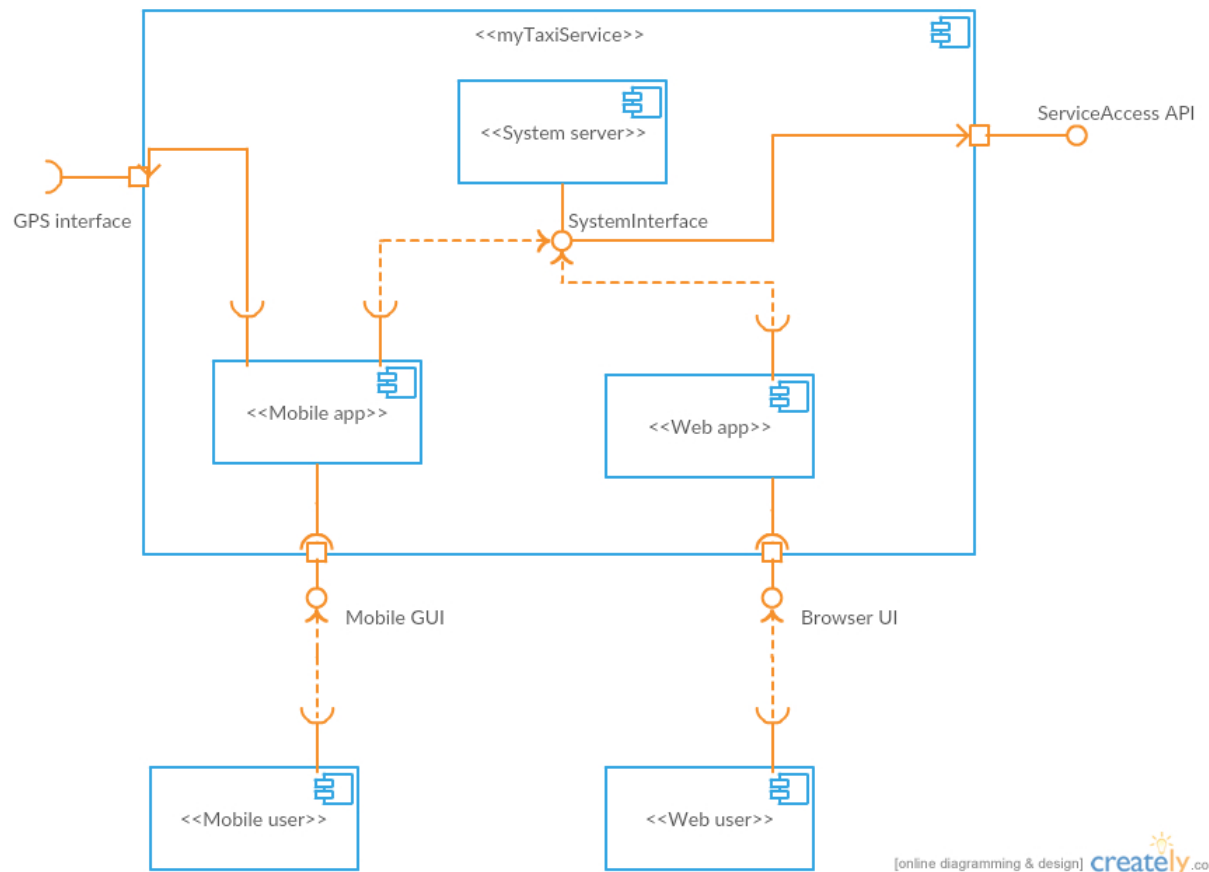 <<myTaxiService>>
<<System server>>
ServiceAccess API
GPS interface
SystemInterface
<<Mobile app>>
<<Web app>>
Mobile GUI
Browser UI
<<Mobile user>>
<<Web user>>
[online diagramming & design] creately.co